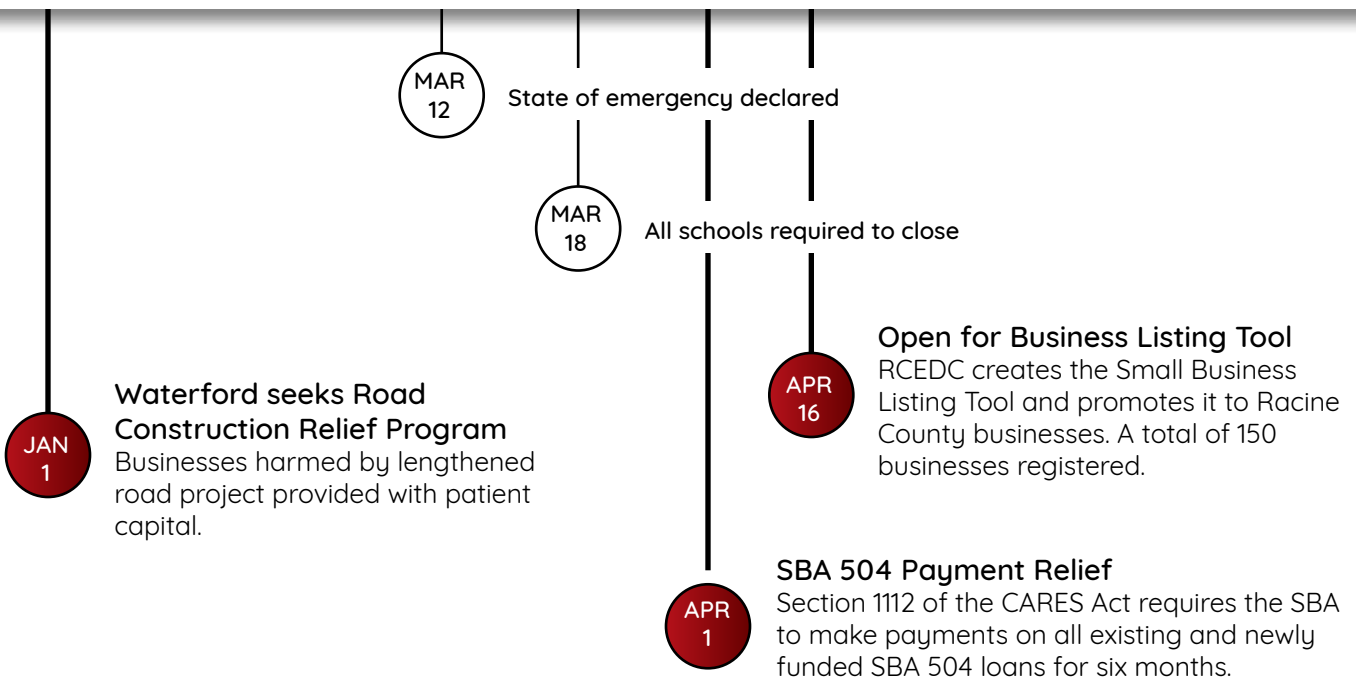 MAR
12
State of emergency declared
MAR
18
All schools required to close
Open for Business Listing Tool
RCEDC creates the Small Business
Listing Tool and promotes it to Racine
County businesses. A total of 150
businesses registered.
APR
16
Waterford seeks Road
Construction Relief Program
Businesses harmed by lengthened
road project provided with patient
capital.
JAN
1
SBA 504 Payment Relief
Section 1112 of the CARES Act requires the SBA
to make payments on all existing and newly
funded SBA 504 loans for six months.
APR
1